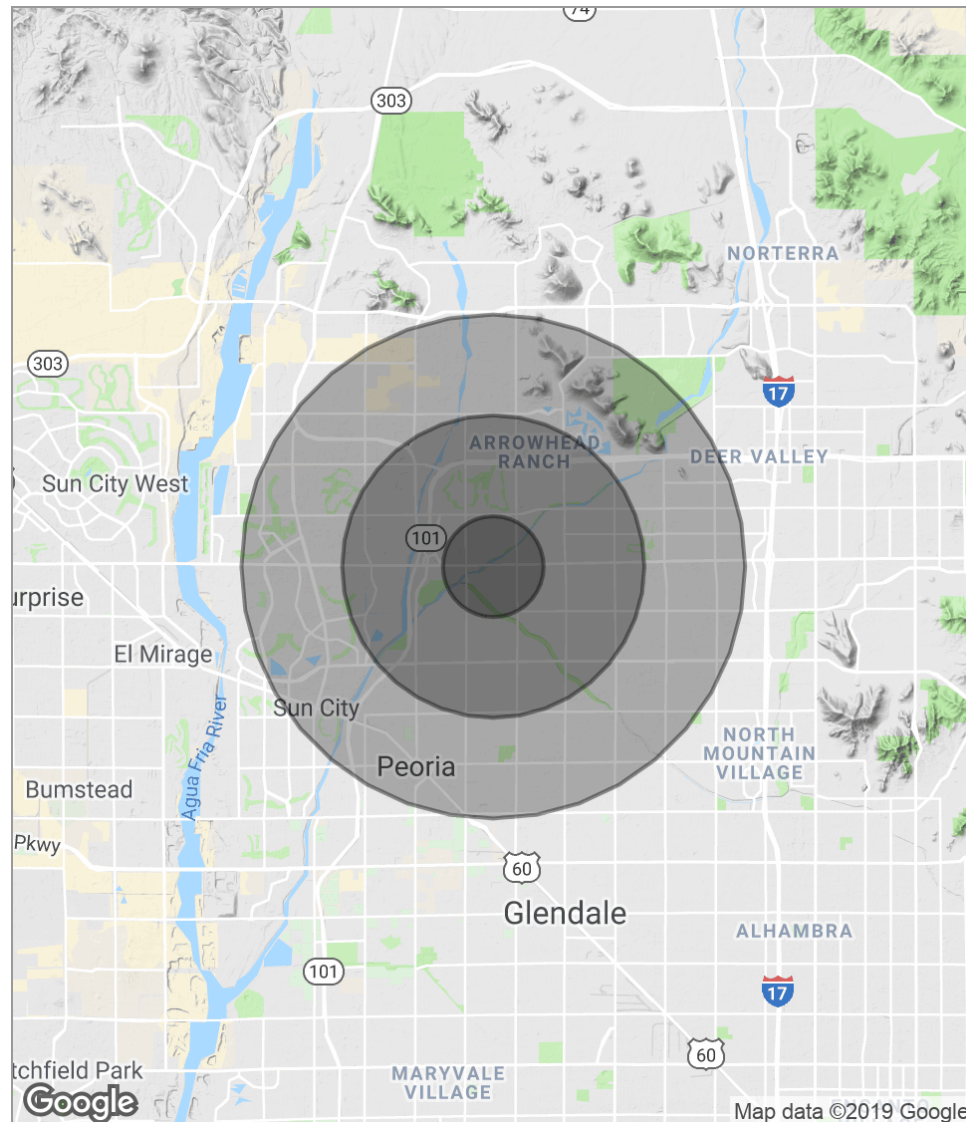 74
303
NORTERRA
303
17
ARROWHEAD
RANCH
DEER VALLEY
Sun City West
101
urprise
El Mirage
Sun City
Agua Fria River
NORTH
MOUNTAIN
VILLAGE
Peoria
Bumstead
Pkwy
60
Glendale
ALHAMBRA
101
17
60
tchfield Park
MARYVALE
VILLAGE
Google
Map data ©2019 Google